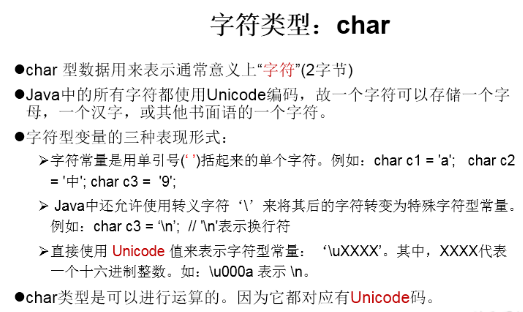 字符类型：char
●char 型数据用来表示通常意义上“字符”(2字节)
●Java中的所有字符都使用Unicode编码，故一个字符可以存储一个字
母，一个汉字，或其他书面语的一个字符。
●字符型变量的三种表现形式：
➢字符常量是用单引号(‘ ’)括起来的单个字符。例如：char c1 = 'a'; char c2
= '中'; char c3 = '9';
➢ Java中还允许使用转义字符‘\’来将其后的字符转变为特殊字符型常量。
例如：char c3 = ‘\n’; // '\n'表示换行符
➢直接使用 Unicode 值来表示字符型常量：‘\uXXXX’。其中，XXXX代表
一个十六进制整数。如：\u000a 表示 \n。
●char类型是可以进行运算的。因为它都对应有Unicode码。